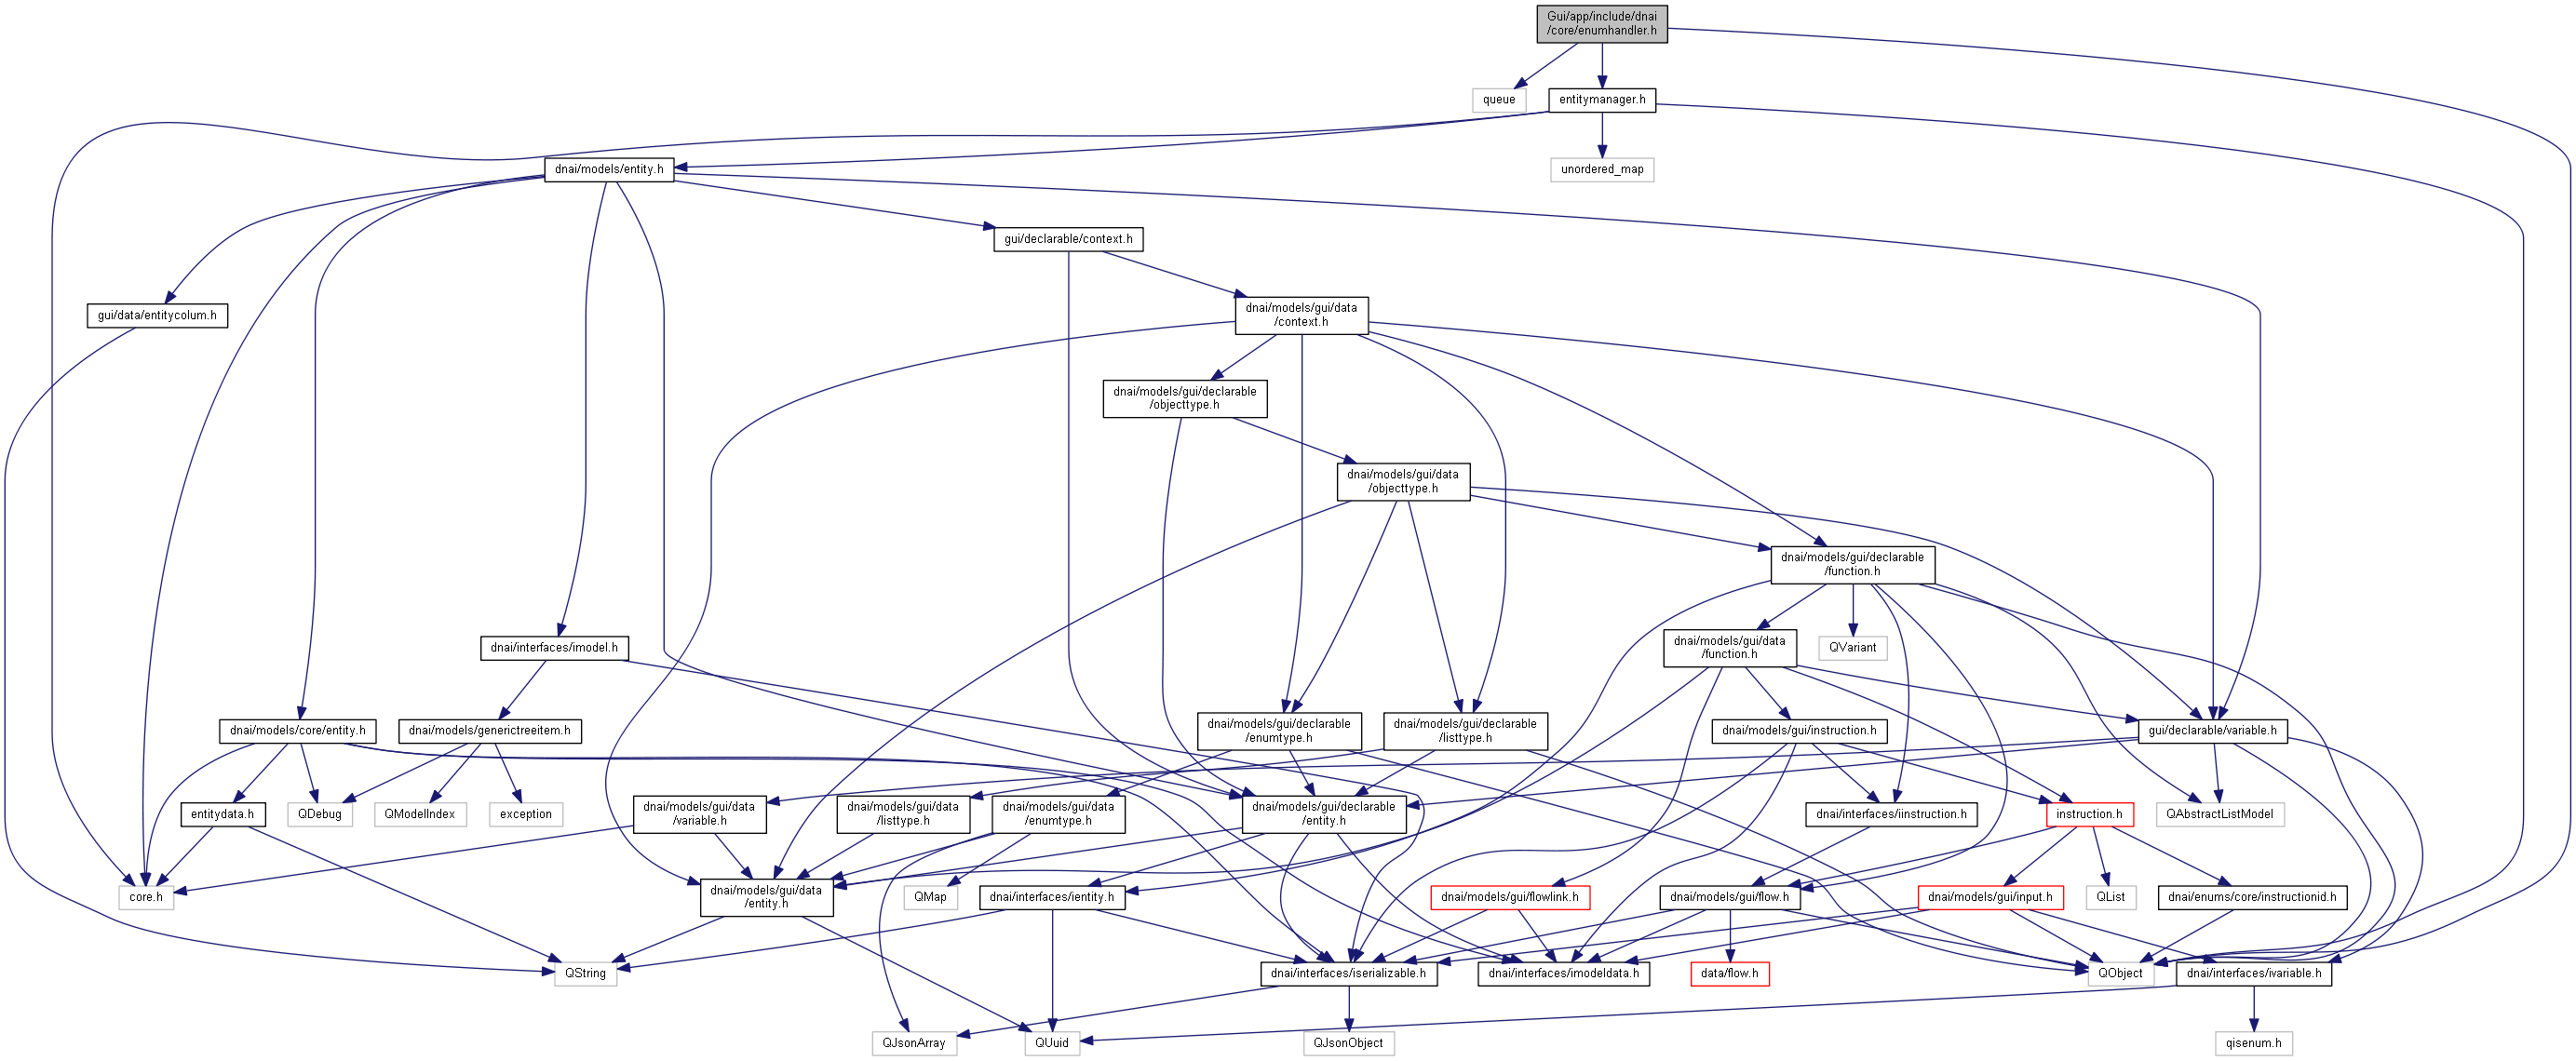 Gui/app/include/dnai
/core/enumhandler.h
queue
entitymanager.h
dnai/models/entity.h
unordered_map
gui/declarable/context.h
gui/data/entitycolum.h
dnai/models/gui/data
/context.h
dnai/models/gui/declarable
/objecttype.h
dnai/models/gui/data
/objecttype.h
dnai/models/gui/declarable
/function.h
dnai/interfaces/imodel.h
dnai/models/gui/data
/function.h
QVariant
dnai/models/core/entity.h
dnai/models/generictreeitem.h
dnai/models/gui/declarable
/enumtype.h
dnai/models/gui/declarable
/listtype.h
dnai/models/gui/instruction.h
gui/declarable/variable.h
entitydata.h
QDebug
QModelIndex
exception
dnai/models/gui/data
/variable.h
dnai/models/gui/data
/listtype.h
dnai/models/gui/data
/enumtype.h
dnai/models/gui/declarable
/entity.h
dnai/interfaces/iinstruction.h
instruction.h
QAbstractListModel
core.h
dnai/models/gui/data
/entity.h
QMap
dnai/interfaces/ientity.h
dnai/models/gui/flowlink.h
dnai/models/gui/flow.h
dnai/models/gui/input.h
QList
dnai/enums/core/instructionid.h
QString
dnai/interfaces/iserializable.h
dnai/interfaces/imodeldata.h
data/flow.h
QObject
dnai/interfaces/ivariable.h
QJsonArray
QUuid
QJsonObject
qisenum.h